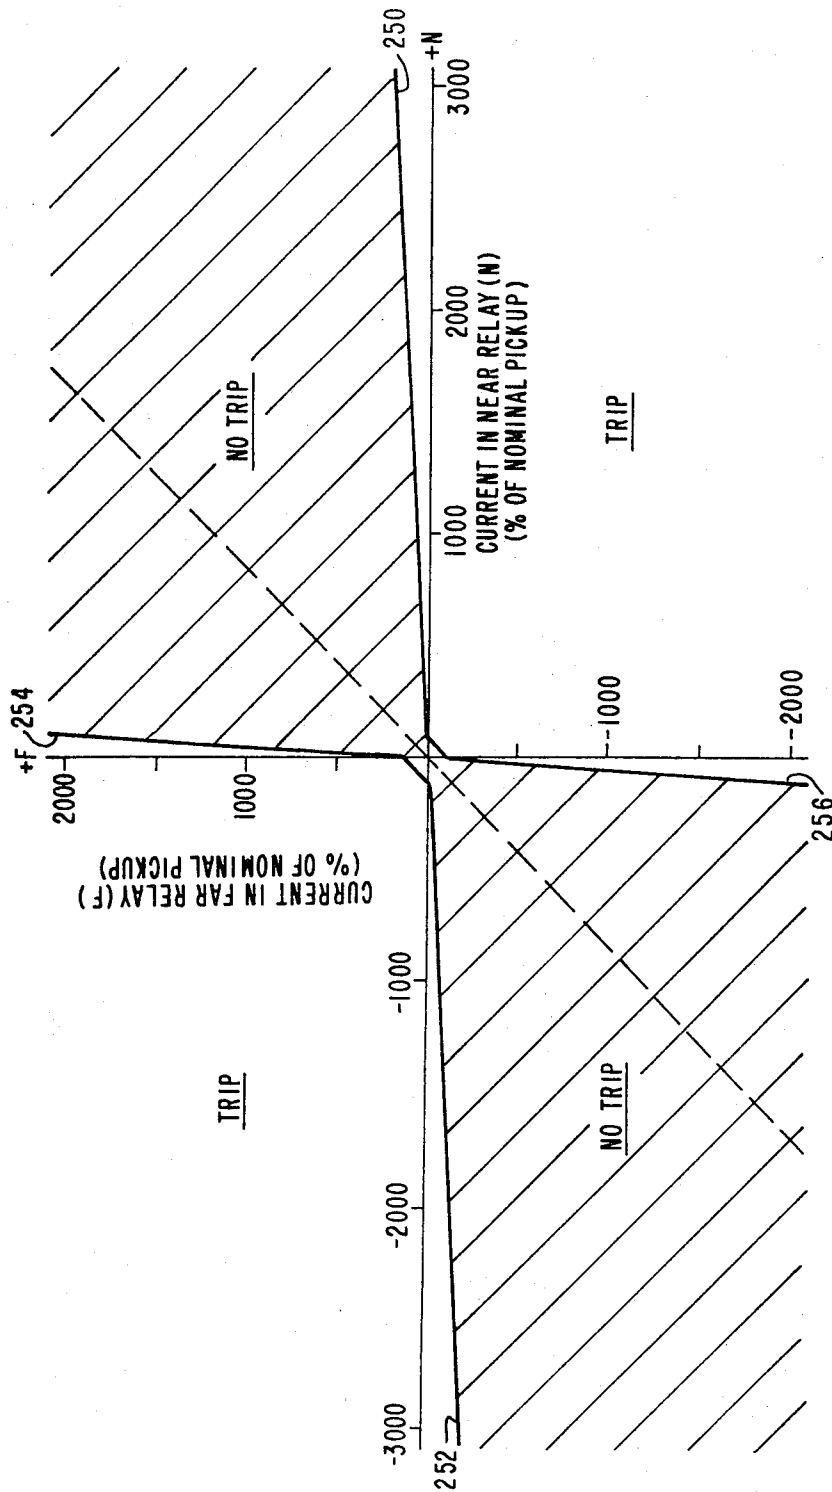 +F
254
2000
1000
CURRENT IN FAR RELAY (F)
(% OF NOMINAL PICKUP)
NO TRIP
TRIP
250
+N
-3000
-2000
-1000
1000
2000
3000
CURRENT IN NEAR RELAY (N)
(% OF NOMINAL PICKUP)
252
NO TRIP
TRIP
-1000
-2000
256